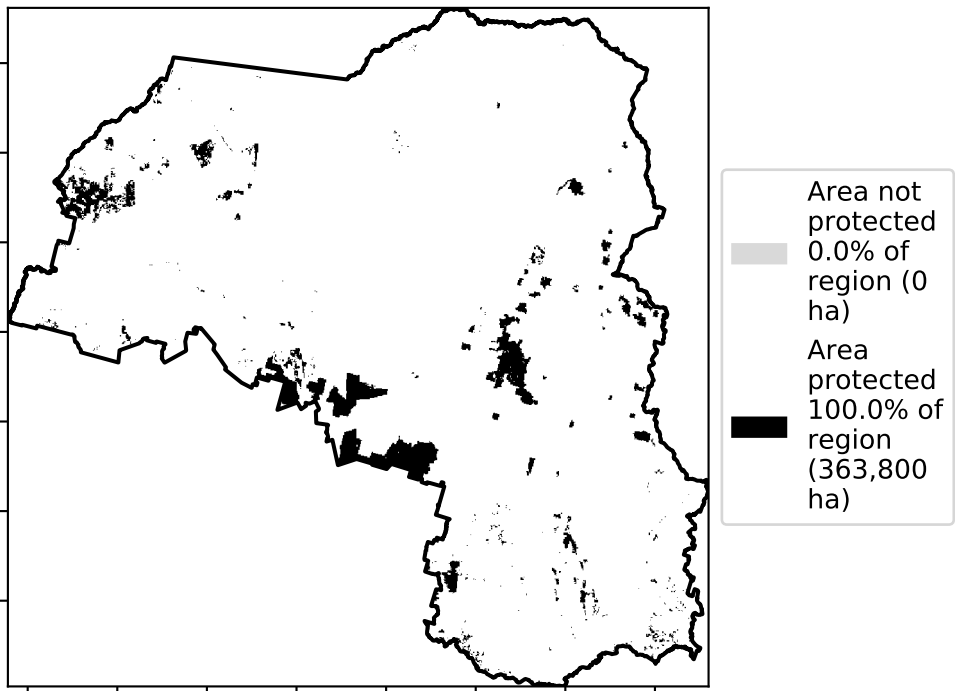 Area not
protected
0.0% of
region (0
ha)
Area
protected
100.0% of
region
(363,800
ha)